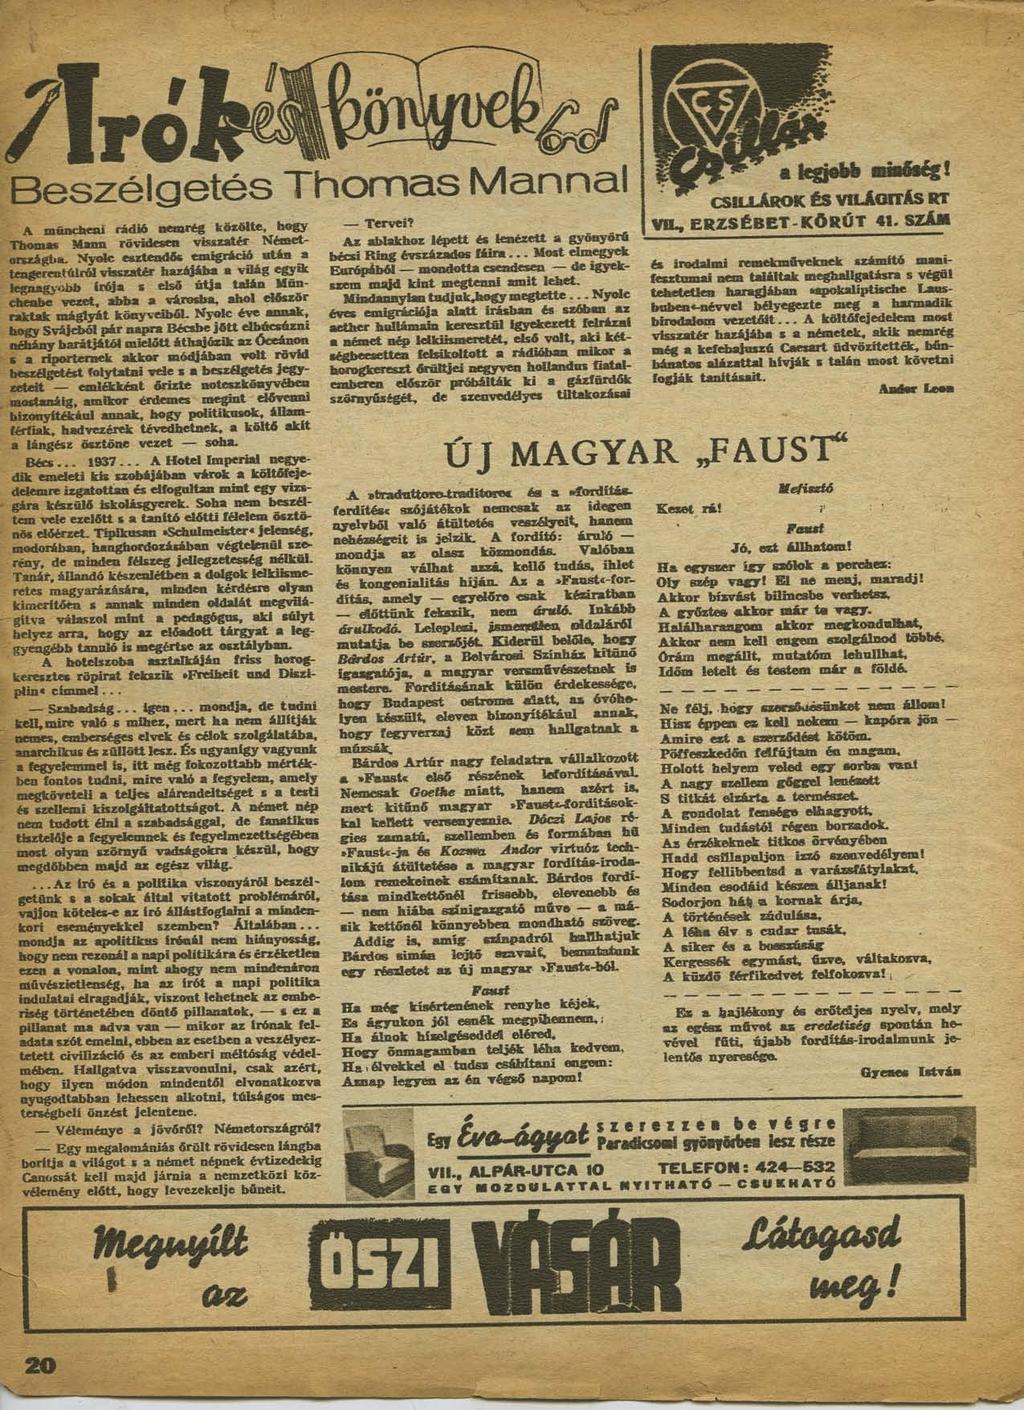 Írók és könyvek
Beszélgetés Thomas Mannal
A müncheni rádió nemrég közölte, hogy
Thomas Mann rövidesen visszatér Német-
országba. Nyolc esztendős emigráció után a
tengerentúlról visszatér hazájába a világ egyik
legnagyobb írója s első útja talán Mün-
chenbe vezet, abba a városba, ahol először
raktak máglyát könyveiből. Nyolc éve annak,
hogy Svájcból pár napra Bécsbe jött elbúcsúzni
néhány barátjától mielőtt áthajózik az Óceánon
s a riporternek akkor módjában volt rövid
beszélgetést folytatni vele s a beszélgetés jegy-
zeteit — emlékként őrizte noteszkönyvében
mostanáig, amikor érdemes megint elővenni
bizonyítékául annak, hogy politikusok, állam-
férfiak, hadvezérek tévedhetnek, a költő akit
a lángész ösztöne vezet — soha.
Bécs... 1937... A Hotel Imperial negye-
dik emeleti kis szobájában várok a költőfeje-
delemre izgatottan és elfogultan mint egy vizs-
gára készülő iskolásgyerek. Soha nem beszél-
tem vele ezelőtt s a tanító előtti félelem ösztö-
nös előérzet. Tipikusan »Schulmeister« jelenség,
modorában, hanghordozásában végtelenül sze-
rény, de minden félszeg jellegzetesség nélkül.
Tanár, állandó készenlétben a dolgok lelkiisme-
retes magyarázására, minden kérdésre olyan
kimerítően s annak minden oldalát megvilá-
gítva válaszol mint a pedagógus, aki súlyt
helyez arra, hogy az előadott tárgyat a leg-
gyengébb tanuló is megértse az osztályban.
A hotelszoba asztalkáján friss horog-
keresztes röpirat fekszik »Freiheit und Diszi-
plin« címmel...
— Szabadság... igen... mondja, de tudni
kell, mire való s mihez, mert ha nem állítják
nemes, emberséges elvek és célok szolgálatába,
anarchikus és züllött lesz. És ugyanígy vagyunk
a fegyelemmel is, itt még fokozottabb mérték-
ben fontos tudni, mire való a fegyelem, amely
megköveteli a teljes alárendeltséget s a testi
és szellemi kiszolgáltatottságot. A német nép
nem tudott élni a szabadsággal, de fanatikus
tisztelője a fegyelemnek és fegyelmezettségében
most olyan szörnyű vadságokra készül, hogy
megdöbben majd az egész világ.
...Az író és a politika viszonyáról beszél-
getünk s a sokak által vitatott problémáról,
vajjon köteles-e az író állástfoglalni a minden-
kori eseményekkel szemben? Általában...
mondja az apolitikus írónál nem hiányosság,
hogy nem rezonál a napi politikára és érzéketlen
ezen a vonalon, mint ahogy nem mindenáron
művészietlenség, ha az írót a napi politika
indulatai elragadják, viszont lehetnek az embe-
riség történetében döntő pillanatok, — s ez a
pillanat ma adva van — mikor az írónak fel-
adata szót emelni, ebben az esetben a veszélyez-
tetett civilizáció és az emberi méltóság védel-
mében. Hallgatva visszavonulni, csak azért,
hogy ilyen módon mindentől elvonatkozva
nyugodtabban lehessen alkotni, túlságos mes-
terségbeli önzést jelentene.
— Véleménye a jövőről? Németországról?
— Egy megalomániás őrült rövidesen lángba
borítja a világot s a német népnek évtizedekig
Canossát kell majd járnia a nemzetközi köz-
vélemény előtt, hogy levezekelje bűneit.
— Tervei?
Az ablakhoz lépett és lenézett a gyönyörű
bécsi Ring évszázados fáira... Most elmegyek
Európából — mondotta csendesen — de igyek-
szem majd kint megtenni amit lehet.
Mindannyian tudjuk, hogy megtette... Nyolc
éves emigrációja alatt írásban és szóban az
aether hullámain keresztül igyekezett felrázni
a német nép lelkiismeretét, első volt, aki két-
ségbeesetten felsikoltott a rádióban mikor a
horogkereszt őrültjei negyven hollandus fiatal-
emberen először próbálták ki a gázfürdők
szörnyűségét, de szenvedélyes tiltakozásai
Csillár
CS
a legjobb minőség!
CSILLÁROK ÉS VILÁGITÁS RT
VII., ERZSÉBET-KÖRÚT 41. SZÁM
és irodalmi remekműveknek számító mani-
fesztumai nem találtak meghallgatásra s végül
tehetetlen haragjában »apokaliptische Laus-
buben«-névvel bélyegezte meg a harmadik
birodalom vezetőit... A költőfejedelem most
visszatér hazájába s a németek, akik nemrég
még a kefebajuszú Caesart üdvözítették, bűn-
bánatos alázattal hívják s talán most követni
fogják tanításait.
Andor Leon
ÚJ MAGYAR „FAUST“
A »traduttore-traditore« és a »fordítás-
ferdítés« szójátékok nemcsak az idegen
nyelvből való átültetés veszélyeit, hanem
nehézségeit is jelzik. A fordító: áruló —
mondja az olasz közmondás. Valóban
könnyen válhat azzá, kellő tudás, ihlet
és kongenialitás híján. Az a »Faust«-for-
dítás, amely — egyelőre csak kéziratban
— előttünk fekszik, nem áruló. Inkább
árulkodó. Leleplezi, ismeretlen oldaláról
mutatja be szerzőjét. Kiderül belőle, hogy
Bárdos Artúr, a Belvárosi Színház kitünő
igazgatója, a magyar versművészetnek is
mestere. Fordításának külön érdekessége,
hogy Budapest ostroma alatt, az óvóhe-
lyen készült, eleven bizonyítékául annak,
hogy fegyverzaj közt sem hallgatnak a
múzsák.
Bárdos Artúr nagy feladatra vállalkozott
a »Faust« első részének lefordításával.
Nemcsak Goethe miatt, hanem azért is,
mert kitünő magyar »Faust«-fordítások-
kal kellett versenyeznie. Dóczi Lajos ré-
gies zamatú, szellemben és formában hű
»Faust«-ja és Kozma Andor virtuóz tech-
nikájú átültetése a magyar fordítás-iroda-
lom remekeinek számítanak. Bárdos fordí-
tása mindkettőnél frissebb, elevenebb és
— nem hiába színigazgató műve — a má-
sik kettőnél könnyebben mondható szöveg.
Addig is, amíg színpadról hallhatjuk
Bárdos simán lejtő szavait, bemutatunk
egy részletet az új magyar »Faust«-ból.
Faust
Ha még kísértenének renyhe kéjek,
Es ágyukon jól esnék megpihennem,
Ha álnok hízelgéseddel eléred,
Hogy önmagamban teljék léha kedvem,
Ha élvekkel el tudsz csábítani engem:
Aznap legyen az én végső napom!
Mefisztó
Kezet rá!
Faust
Jó, ezt állhatom!
Ha egyszer így szólok a perchez:
Oly szép vagy! El ne menj, maradj!
Akkor bízvást bilincsbe verhetsz,
A győztes akkor már te vagy.
Halálharangom akkor megkondulhat,
Akkor nem kell engem szolgálnod többé,
Órám megállt, mutatóm lehullhat,
Időm letelt és testem már a földé.
Ne félj, hogy szerződésünket nem állom!
Hisz éppen ez kell nekem — kapóra jön —
Amire ezt a szerződést kötöm.
Pöffeszkedőn felfújtam én magam,
Holott helyem veled egy sorba van!
A nagy szellem gőggel lenézett
S titkát elzárta a természet.
A gondolat fensége elhagyott,
Minden tudástól régen borzadok.
Az érzékeknek titkos örvényében
Hadd csillapuljon izzó szenvedélyem!
Hogy fellibbentsd a varázsfátylakat,
Minden csodáid készen álljanak!
Sodorjon hát a kornak árja,
A történések zúdulása,
A léha élv s cudar tusák,
A siker és a bosszúság
Kergessék egymást, űzve, váltakozva,
A küzdő férfikedvet felfokozva!
Ez a hajlékony és erőteljes nyelv, mely
az egész művet az eredetiség spontán he-
vével fűti, újabb fordítás-irodalmunk je-
lentős nyeresége.
Gyenes István
Egy Éva-ágyat szerezzen be végre
Paradicsomi gyönyörben lesz része
VII., ALPÁR-UTCA 10 TELEFON: 424—532
EGY MOZDULATTAL NYITHATÓ — CSUKHATÓ
Megnyílt
az
ŐSZI VÁSÁR
Látogasd
meg!
20